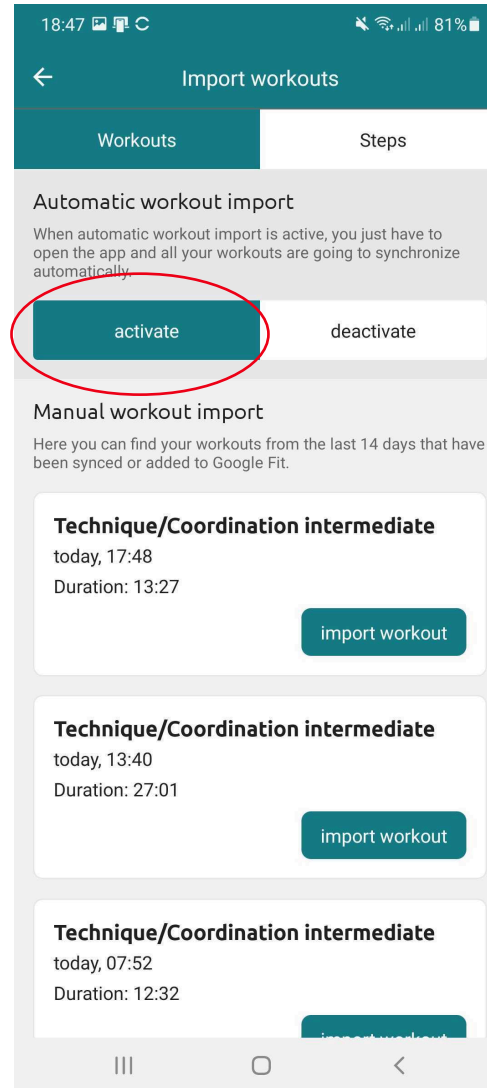 18:47 81%
Import workouts
Workouts Steps
Automatic workout import
When automatic workout import is active, you just have to
open the app and all your workouts are going to synchronize
automatically.
activate deactivate
Manual workout import
Here you can find your workouts from the last 14 days that have
been synced or added to Google Fit.
Technique/Coordination intermediate
today, 17:48
Duration: 13:27
import workout
Technique/Coordination intermediate
today, 13:40
Duration: 27:01
import workout
Technique/Coordination intermediate
today, 07:52
Duration: 12:32
import workout